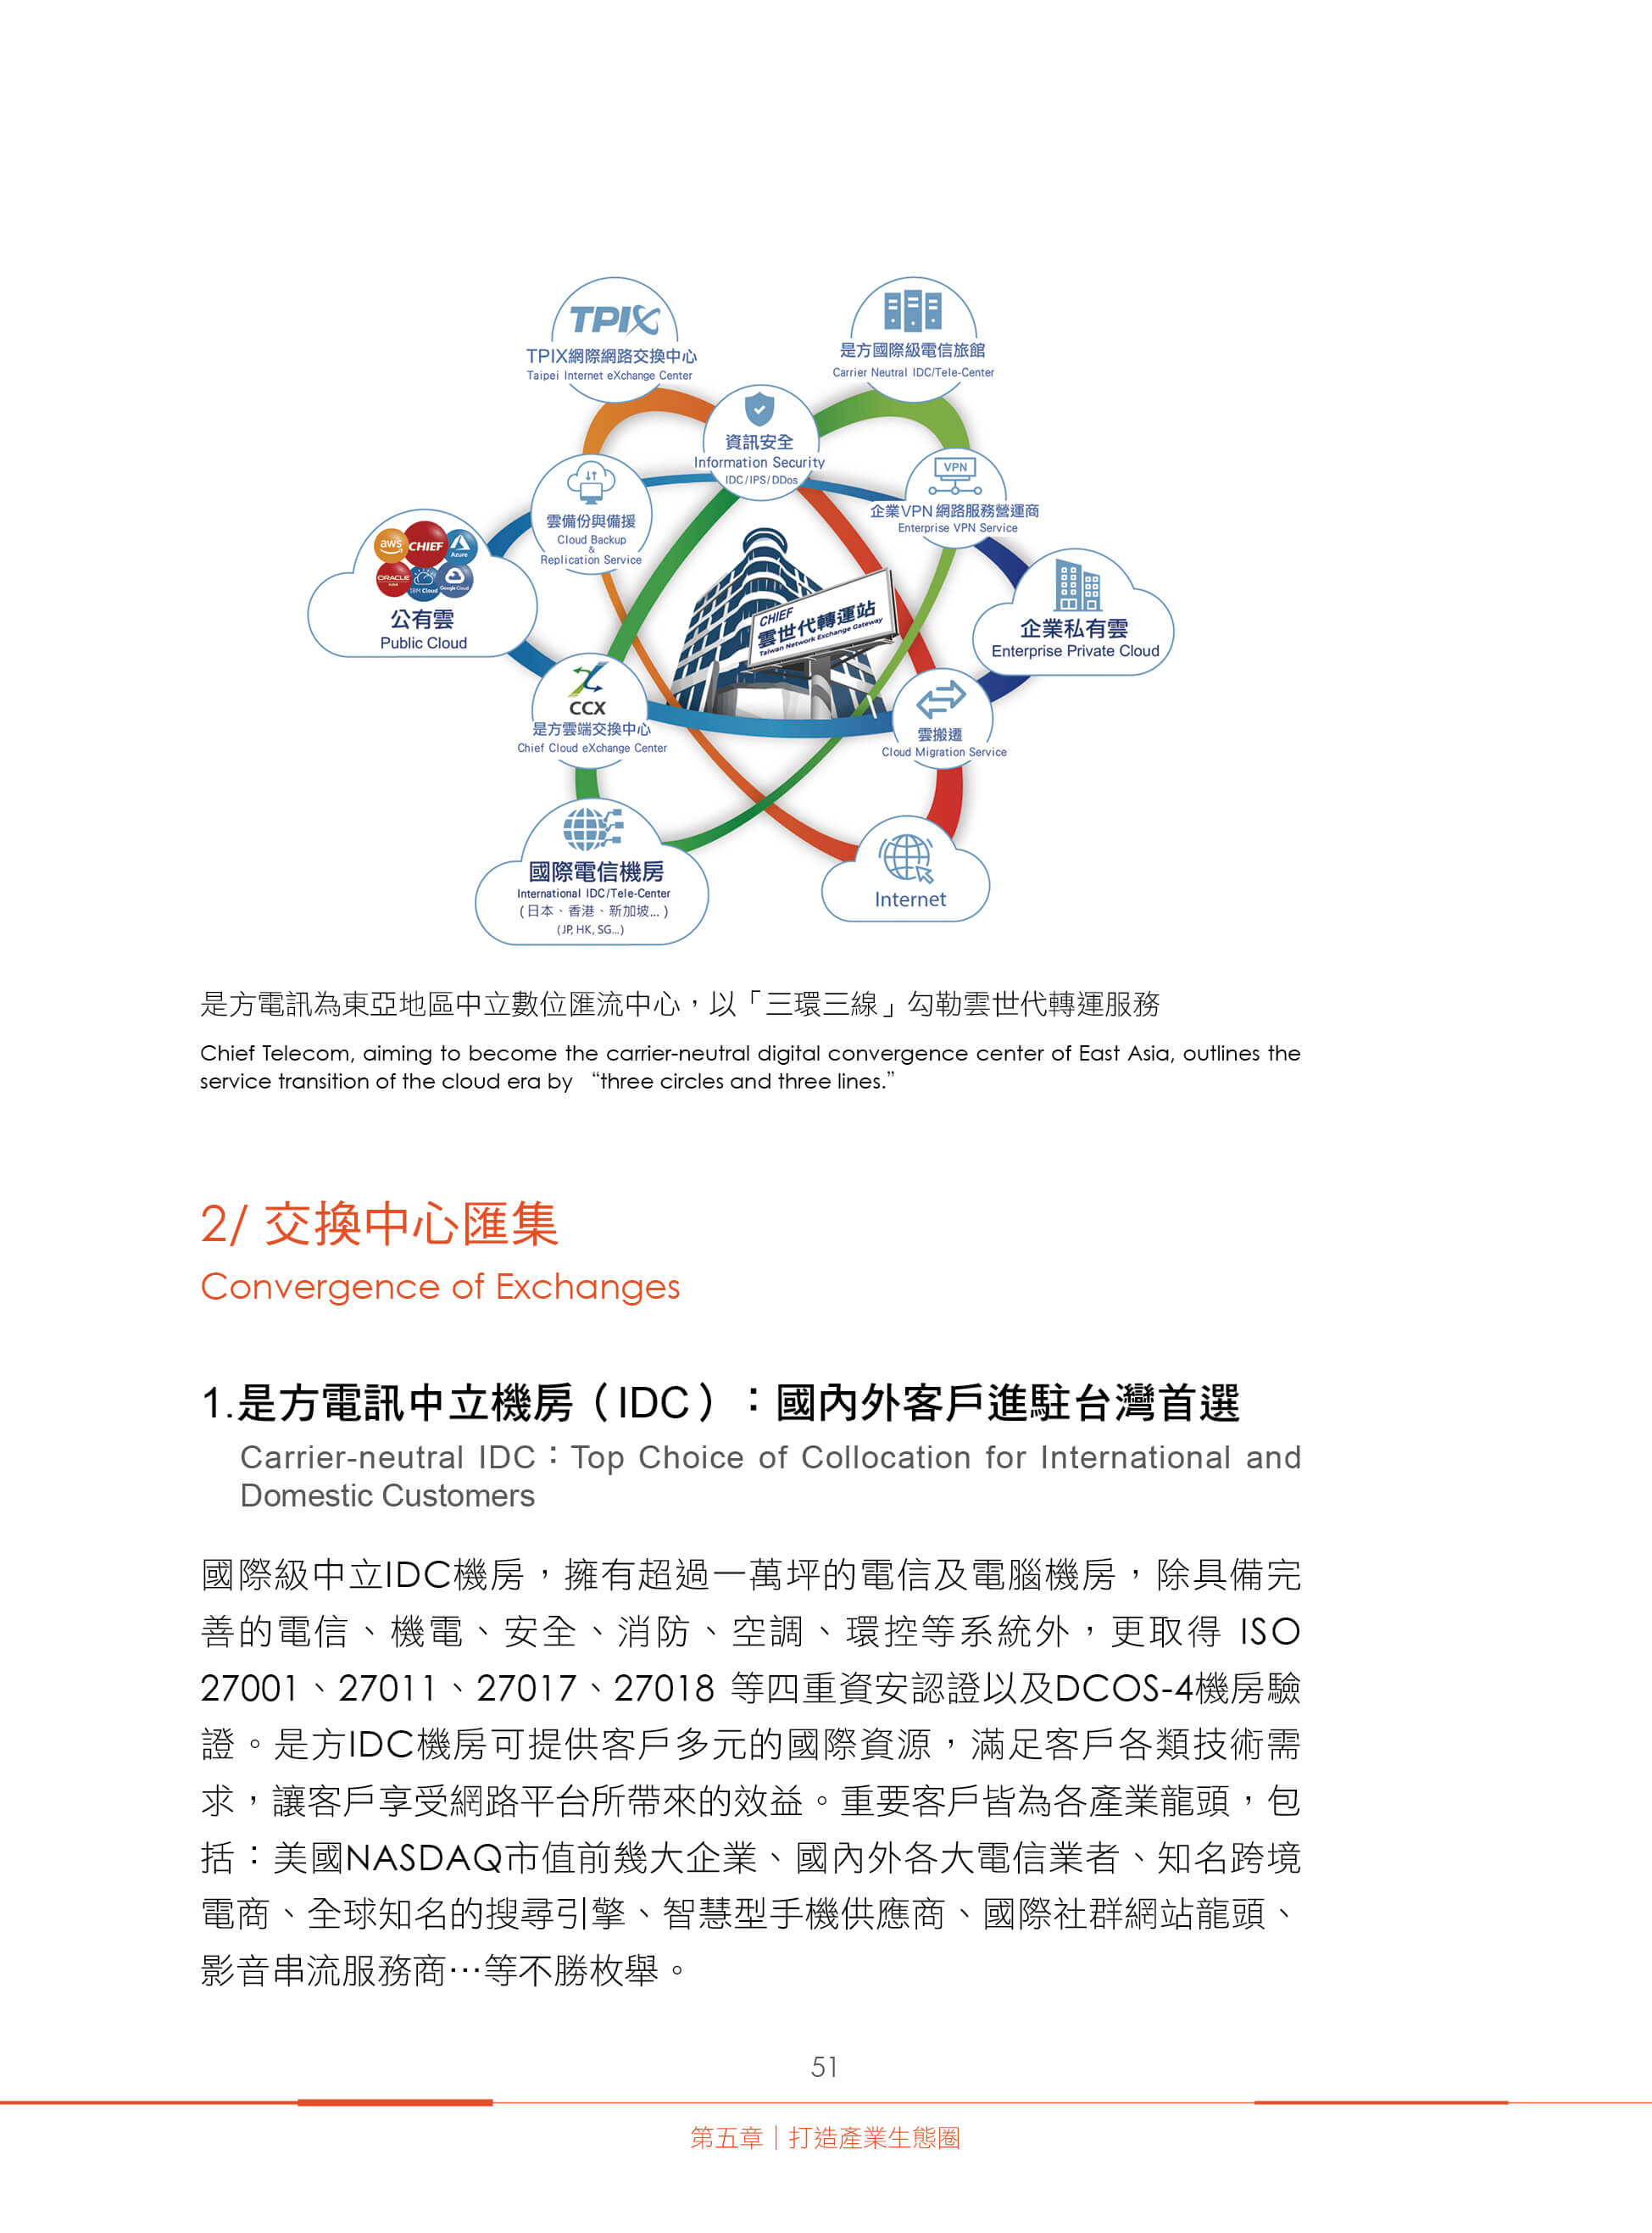 TPIX
TPIX網際網路交換中心
Taipei Internet eXchange Center
是方國際級電信旅館
Carrier Neutral IDC/Tele-Center
資訊安全
Information Security
IDC/IPS/DDos
VPN
企業VPN網路服務營運商
Enterprise VPN Service
雲備份與備援
Cloud Backup
&
Replication Service
aws
CHIEF
Azure
ORACLE
IBM Cloud
Google Cloud
公有雲
Public Cloud
CHIEF
雲世代轉運站
Taiwan Network Exchange Gateway
企業私有雲
Enterprise Private Cloud
CCX
是方雲端交換中心
Chief Cloud eXchange Center
雲搬遷
Cloud Migration Service
國際電信機房
International IDC/Tele-Center
(日本、香港、新加坡...)
(JP, HK, SG...)
Internet
是方電訊為東亞地區中立數位匯流中心，以「三環三線」勾勒雲世代轉運服務
Chief Telecom, aiming to become the carrier-neutral digital convergence center of East Asia, outlines the
service transition of the cloud era by “three circles and three lines.”
2/ 交換中心匯集
Convergence of Exchanges
1.是方電訊中立機房（IDC）：國內外客戶進駐台灣首選
Carrier-neutral IDC：Top Choice of Collocation for International and
Domestic Customers
國際級中立IDC機房，擁有超過一萬坪的電信及電腦機房，除具備完
善的電信、機電、安全、消防、空調、環控等系統外，更取得 ISO
27001、27011、27017、27018 等四重資安認證以及DCOS-4機房驗
證。是方IDC機房可提供客戶多元的國際資源，滿足客戶各類技術需
求，讓客戶享受網路平台所帶來的效益。重要客戶皆為各產業龍頭，包
括：美國NASDAQ市值前幾大企業、國內外各大電信業者、知名跨境
電商、全球知名的搜尋引擎、智慧型手機供應商、國際社群網站龍頭、
影音串流服務商…等不勝枚舉。
51
第五章｜打造產業生態圈